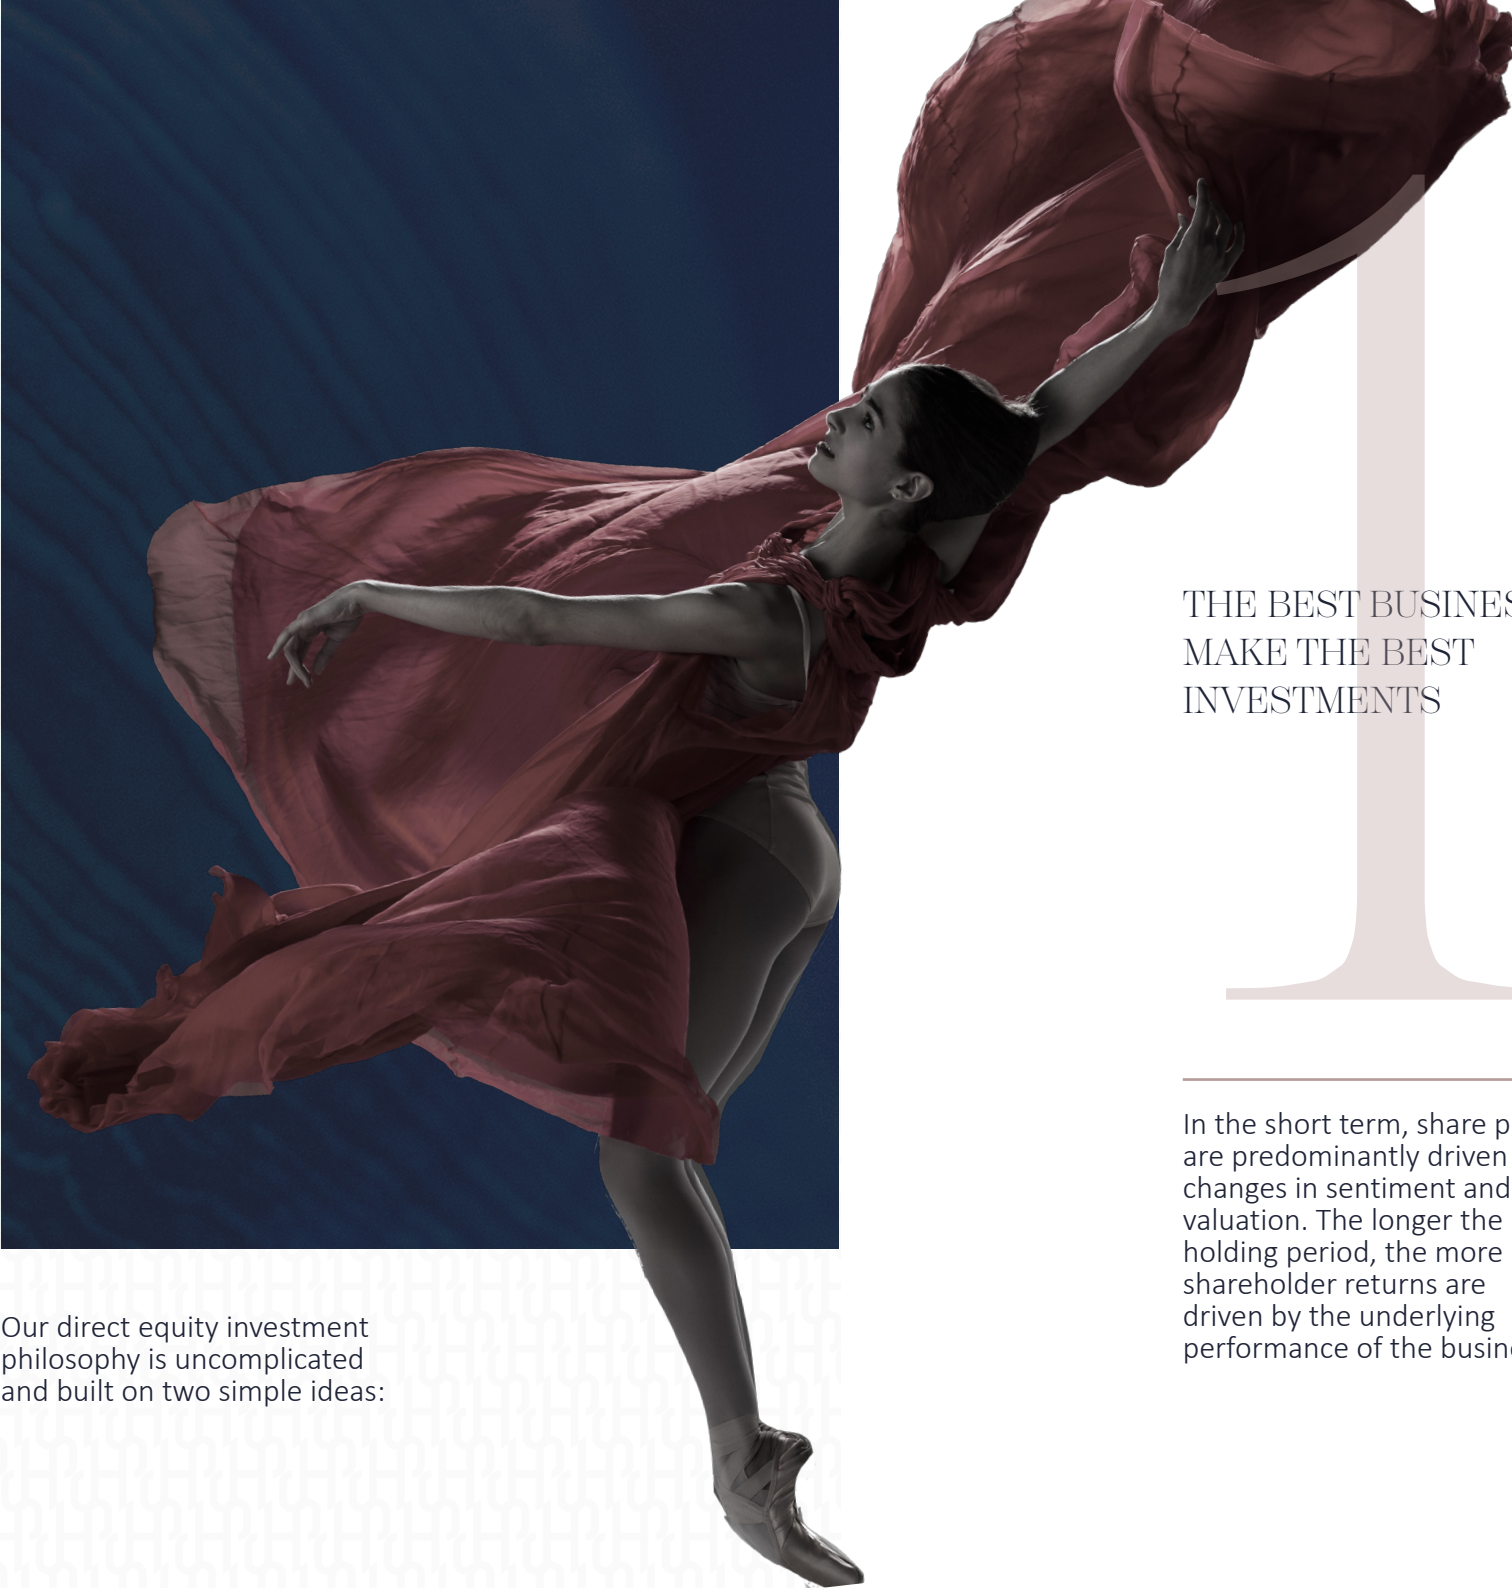 Our direct equity investment
philosophy is uncomplicated
and built on two simple ideas:
1
THE BEST
MAKE THE BEST
INVESTMENTS
In the short term, share
are predominantly driven
changes in sentiment and
valuation. The longer the
holding period, the more
shareholder returns are
driven by the underlying
performance of the